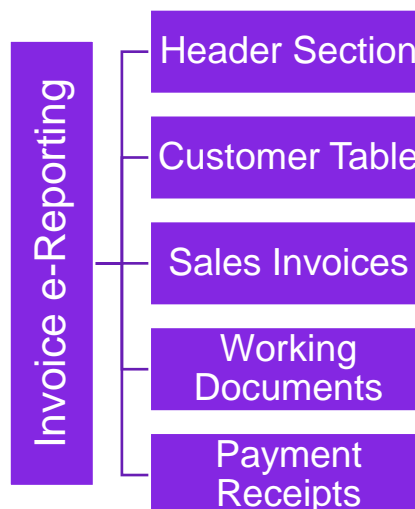 Invoice e-Reporting
Header Section
Customer Table
Sales Invoices
Working
Documents
Payment
Receipts